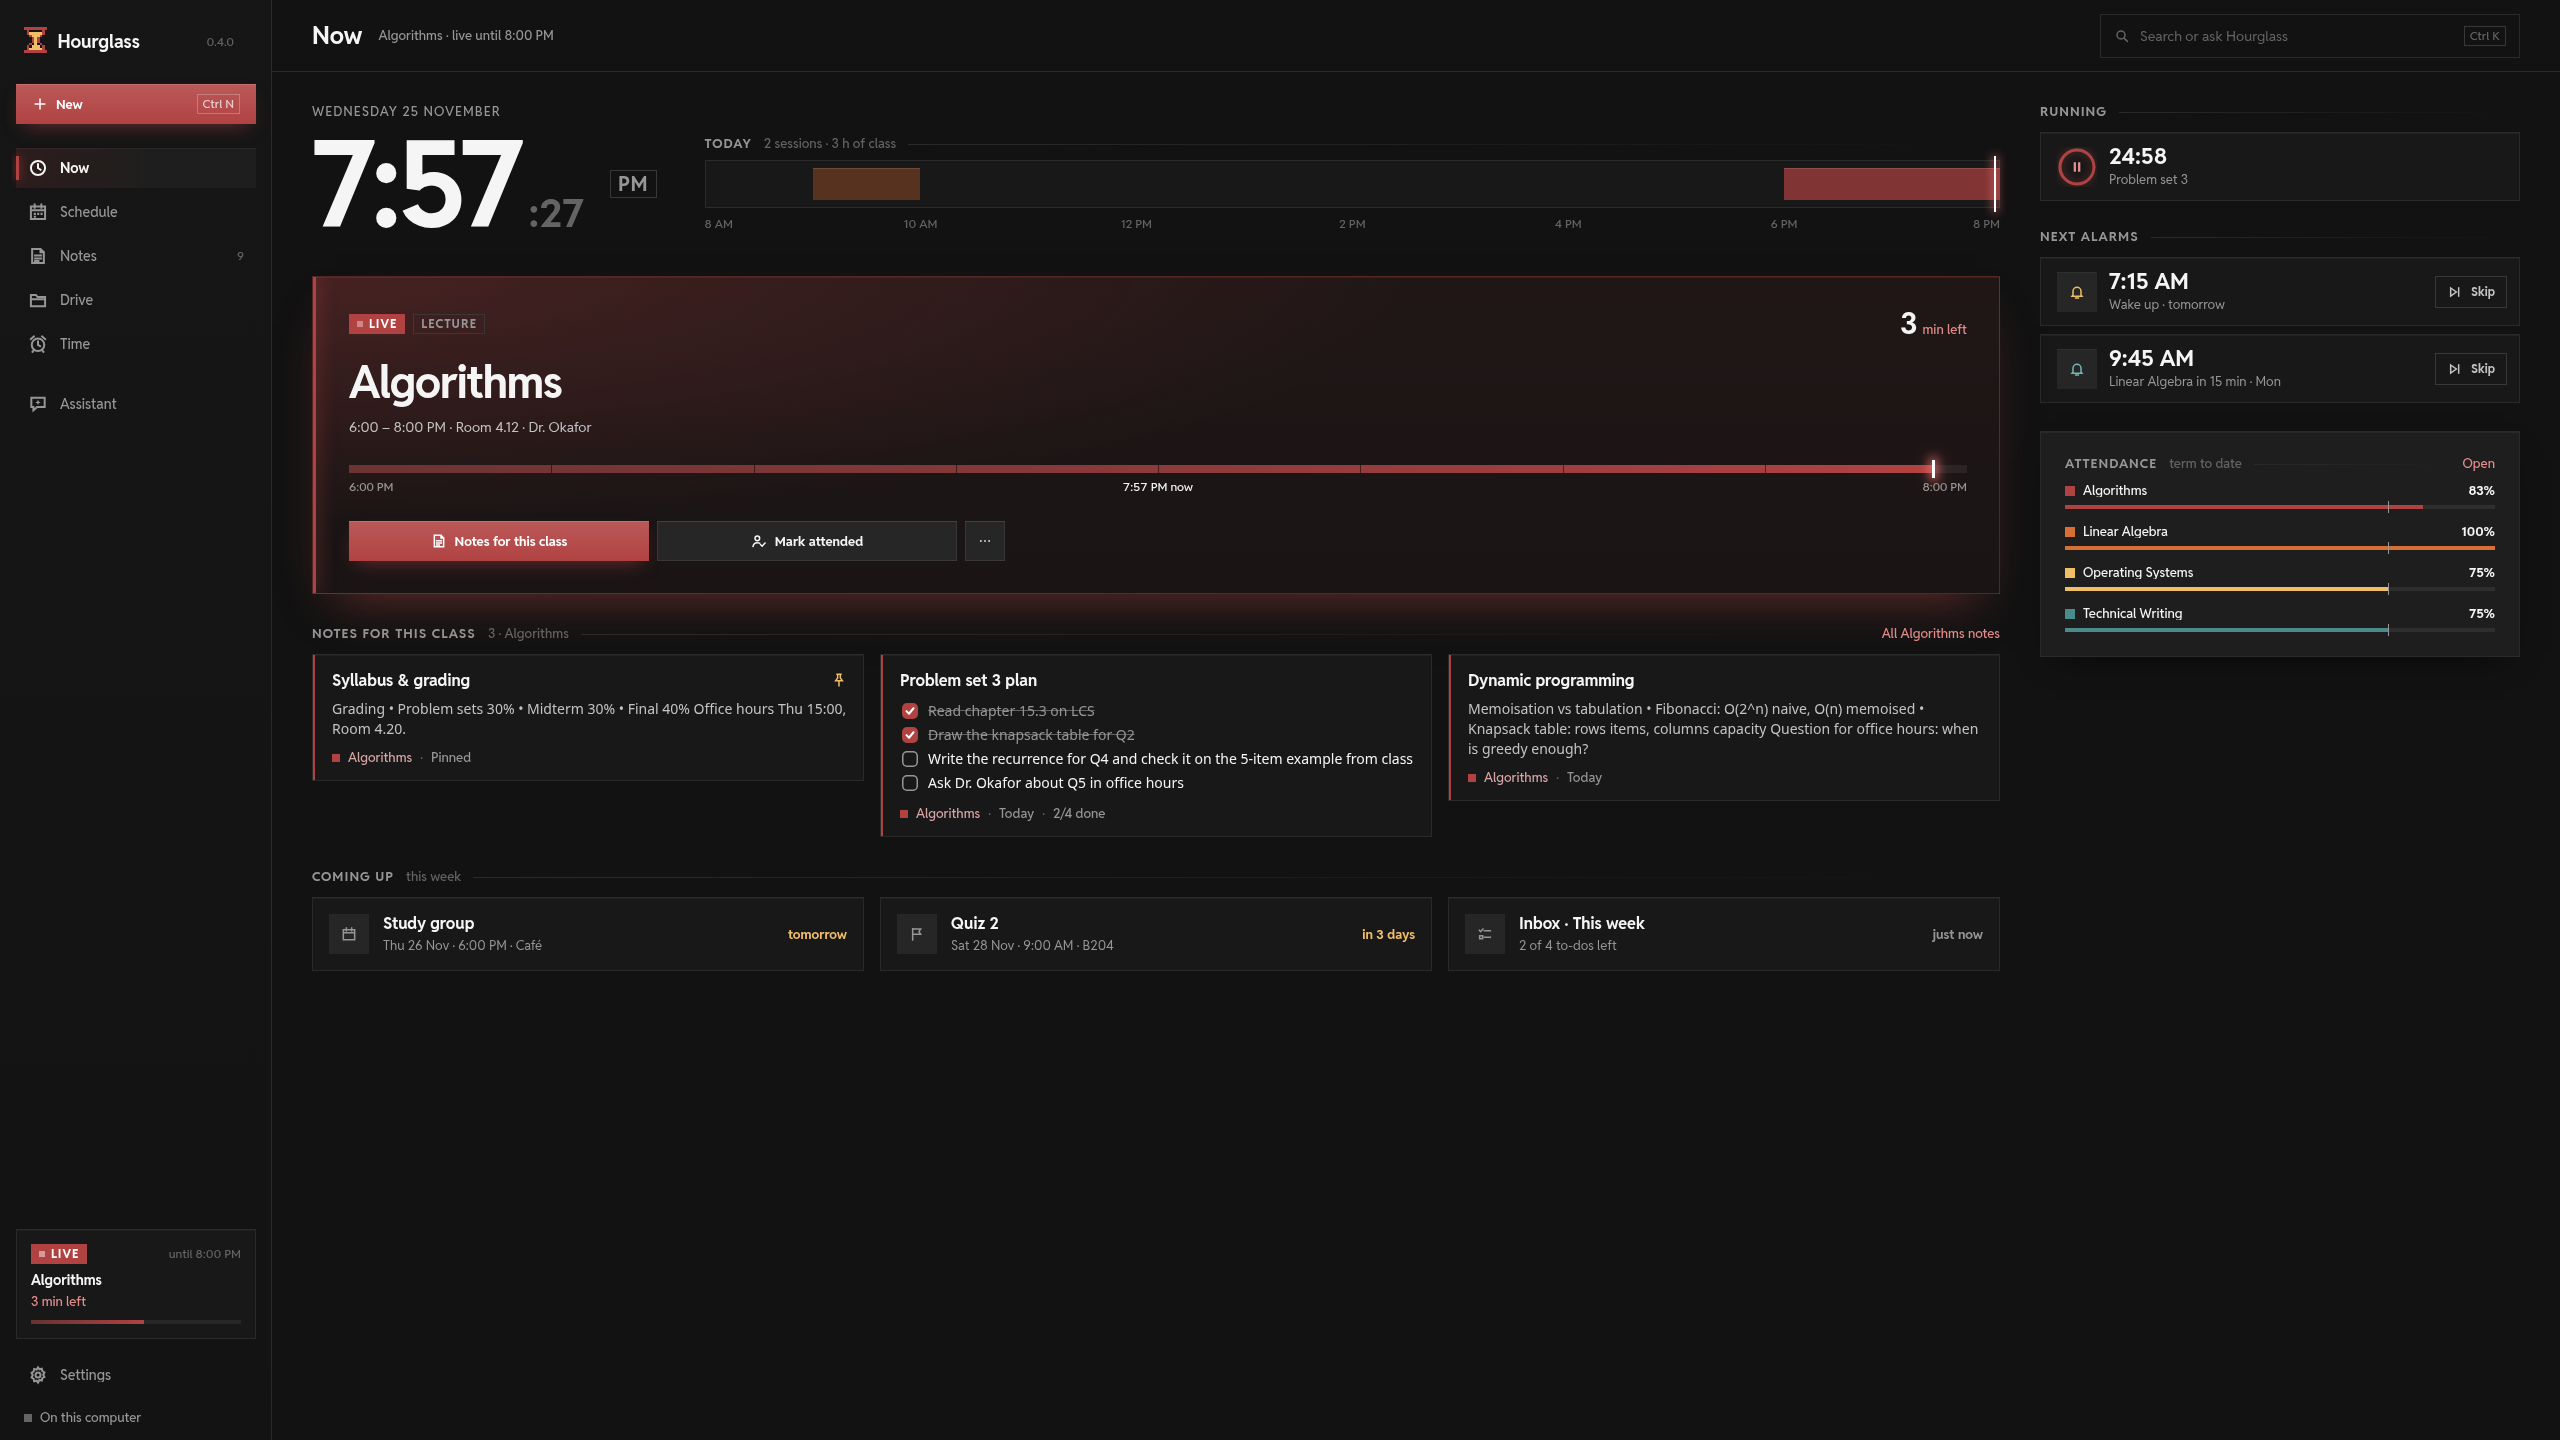 Hourglass
0.4.0
New
Ctrl N
Now
Schedule
Notes
9
Drive
Time
Assistant
LIVE
until 8:00 PM
Algorithms
3 min left
Settings
On this computer
Now
Algorithms · live until 8:00 PM
Search or ask Hourglass
Ctrl K
WEDNESDAY 25 NOVEMBER
7:57 :27 PM
TODAY 2 sessions · 3 h of class
8 AM 10 AM 12 PM 2 PM 4 PM 6 PM 8 PM
LIVE LECTURE
3 min left
Algorithms
6:00 – 8:00 PM · Room 4.12 · Dr. Okafor
6:00 PM 7:57 PM now 8:00 PM
Notes for this class
Mark attended
···
NOTES FOR THIS CLASS 3 · Algorithms
All Algorithms notes
Syllabus & grading
Grading • Problem sets 30% • Midterm 30% • Final 40% Office hours Thu 15:00,
Room 4.20.
Algorithms · Pinned
Problem set 3 plan
Read chapter 15.3 on LCS
Draw the knapsack table for Q2
Write the recurrence for Q4 and check it on the 5-item example from class
Ask Dr. Okafor about Q5 in office hours
Algorithms · Today · 2/4 done
Dynamic programming
Memoisation vs tabulation • Fibonacci: O(2^n) naive, O(n) memoised •
Knapsack table: rows items, columns capacity Question for office hours: when
is greedy enough?
Algorithms · Today
COMING UP this week
Study group
Thu 26 Nov · 6:00 PM · Café
tomorrow
Quiz 2
Sat 28 Nov · 9:00 AM · B204
in 3 days
Inbox · This week
2 of 4 to-dos left
just now
RUNNING
24:58
Problem set 3
NEXT ALARMS
7:15 AM
Wake up · tomorrow
Skip
9:45 AM
Linear Algebra in 15 min · Mon
Skip
ATTENDANCE term to date
Open
Algorithms 83%
Linear Algebra 100%
Operating Systems 75%
Technical Writing 75%